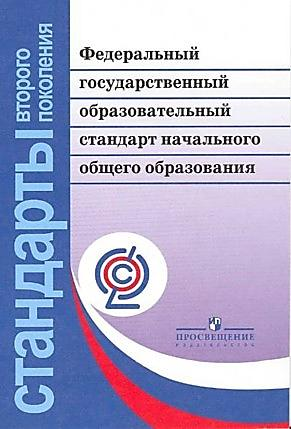 стандарты
второго
поколения
Федеральный
государственный
образовательный
стандарт начального
общего образования
С
ПРОСВЕЩЕНИЕ
ИЗДАТЕЛЬСТВО